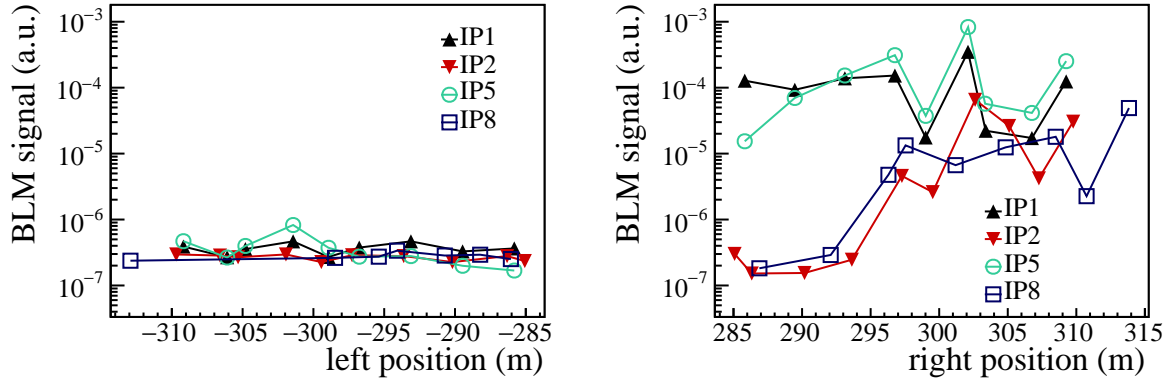 BLM signal (a.u.)
10⁻³
10⁻⁴
10⁻⁵
10⁻⁶
10⁻⁷
IP1
IP2
IP5
IP8
−310 −305 −300 −295 −290 −285
left position (m)
BLM signal (a.u.)
10⁻³
10⁻⁴
10⁻⁵
10⁻⁶
10⁻⁷
IP1
IP2
IP5
IP8
285 290 295 300 305 310 315
right position (m)